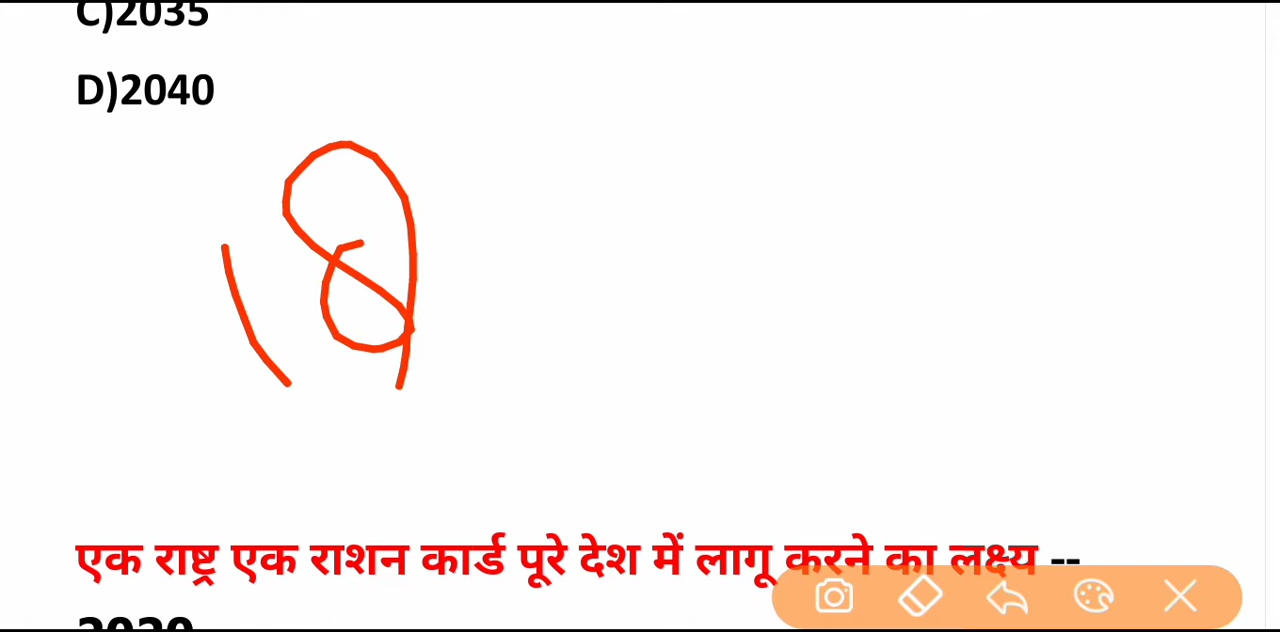 C)2035
D)2040
एक राष्ट्र एक राशन कार्ड पूरे देश में लागू करने का लक्ष्य --